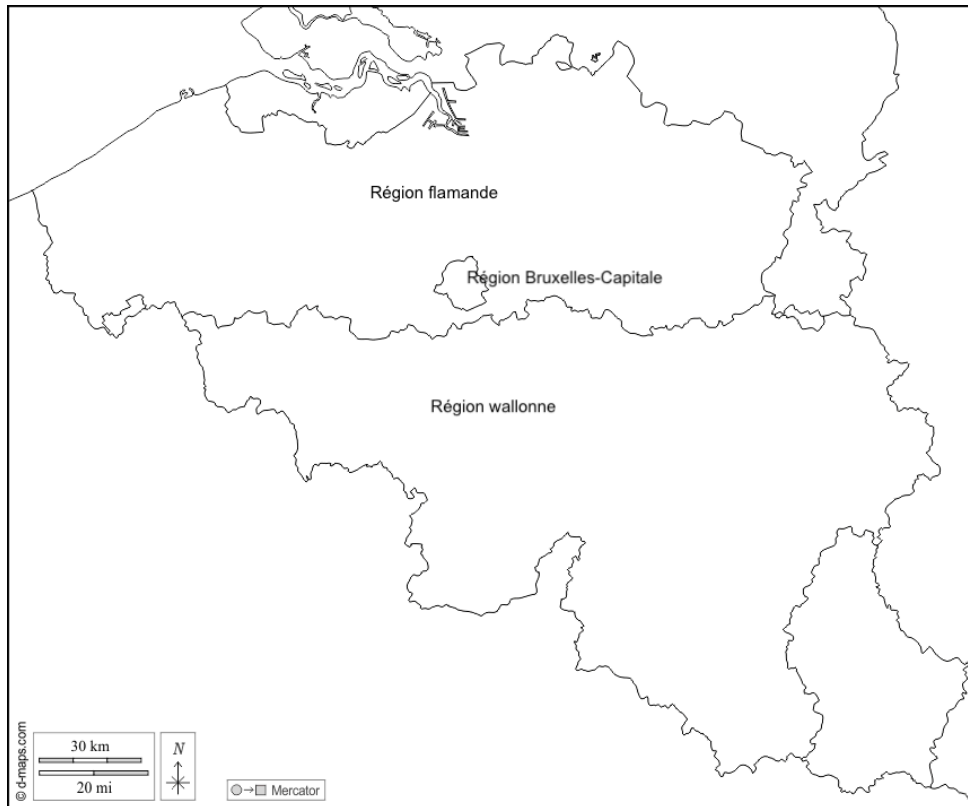 Région flamande
Région Bruxelles-Capitale
Région wallonne
© d-maps.com
30 km
20 mi
N
Mercator